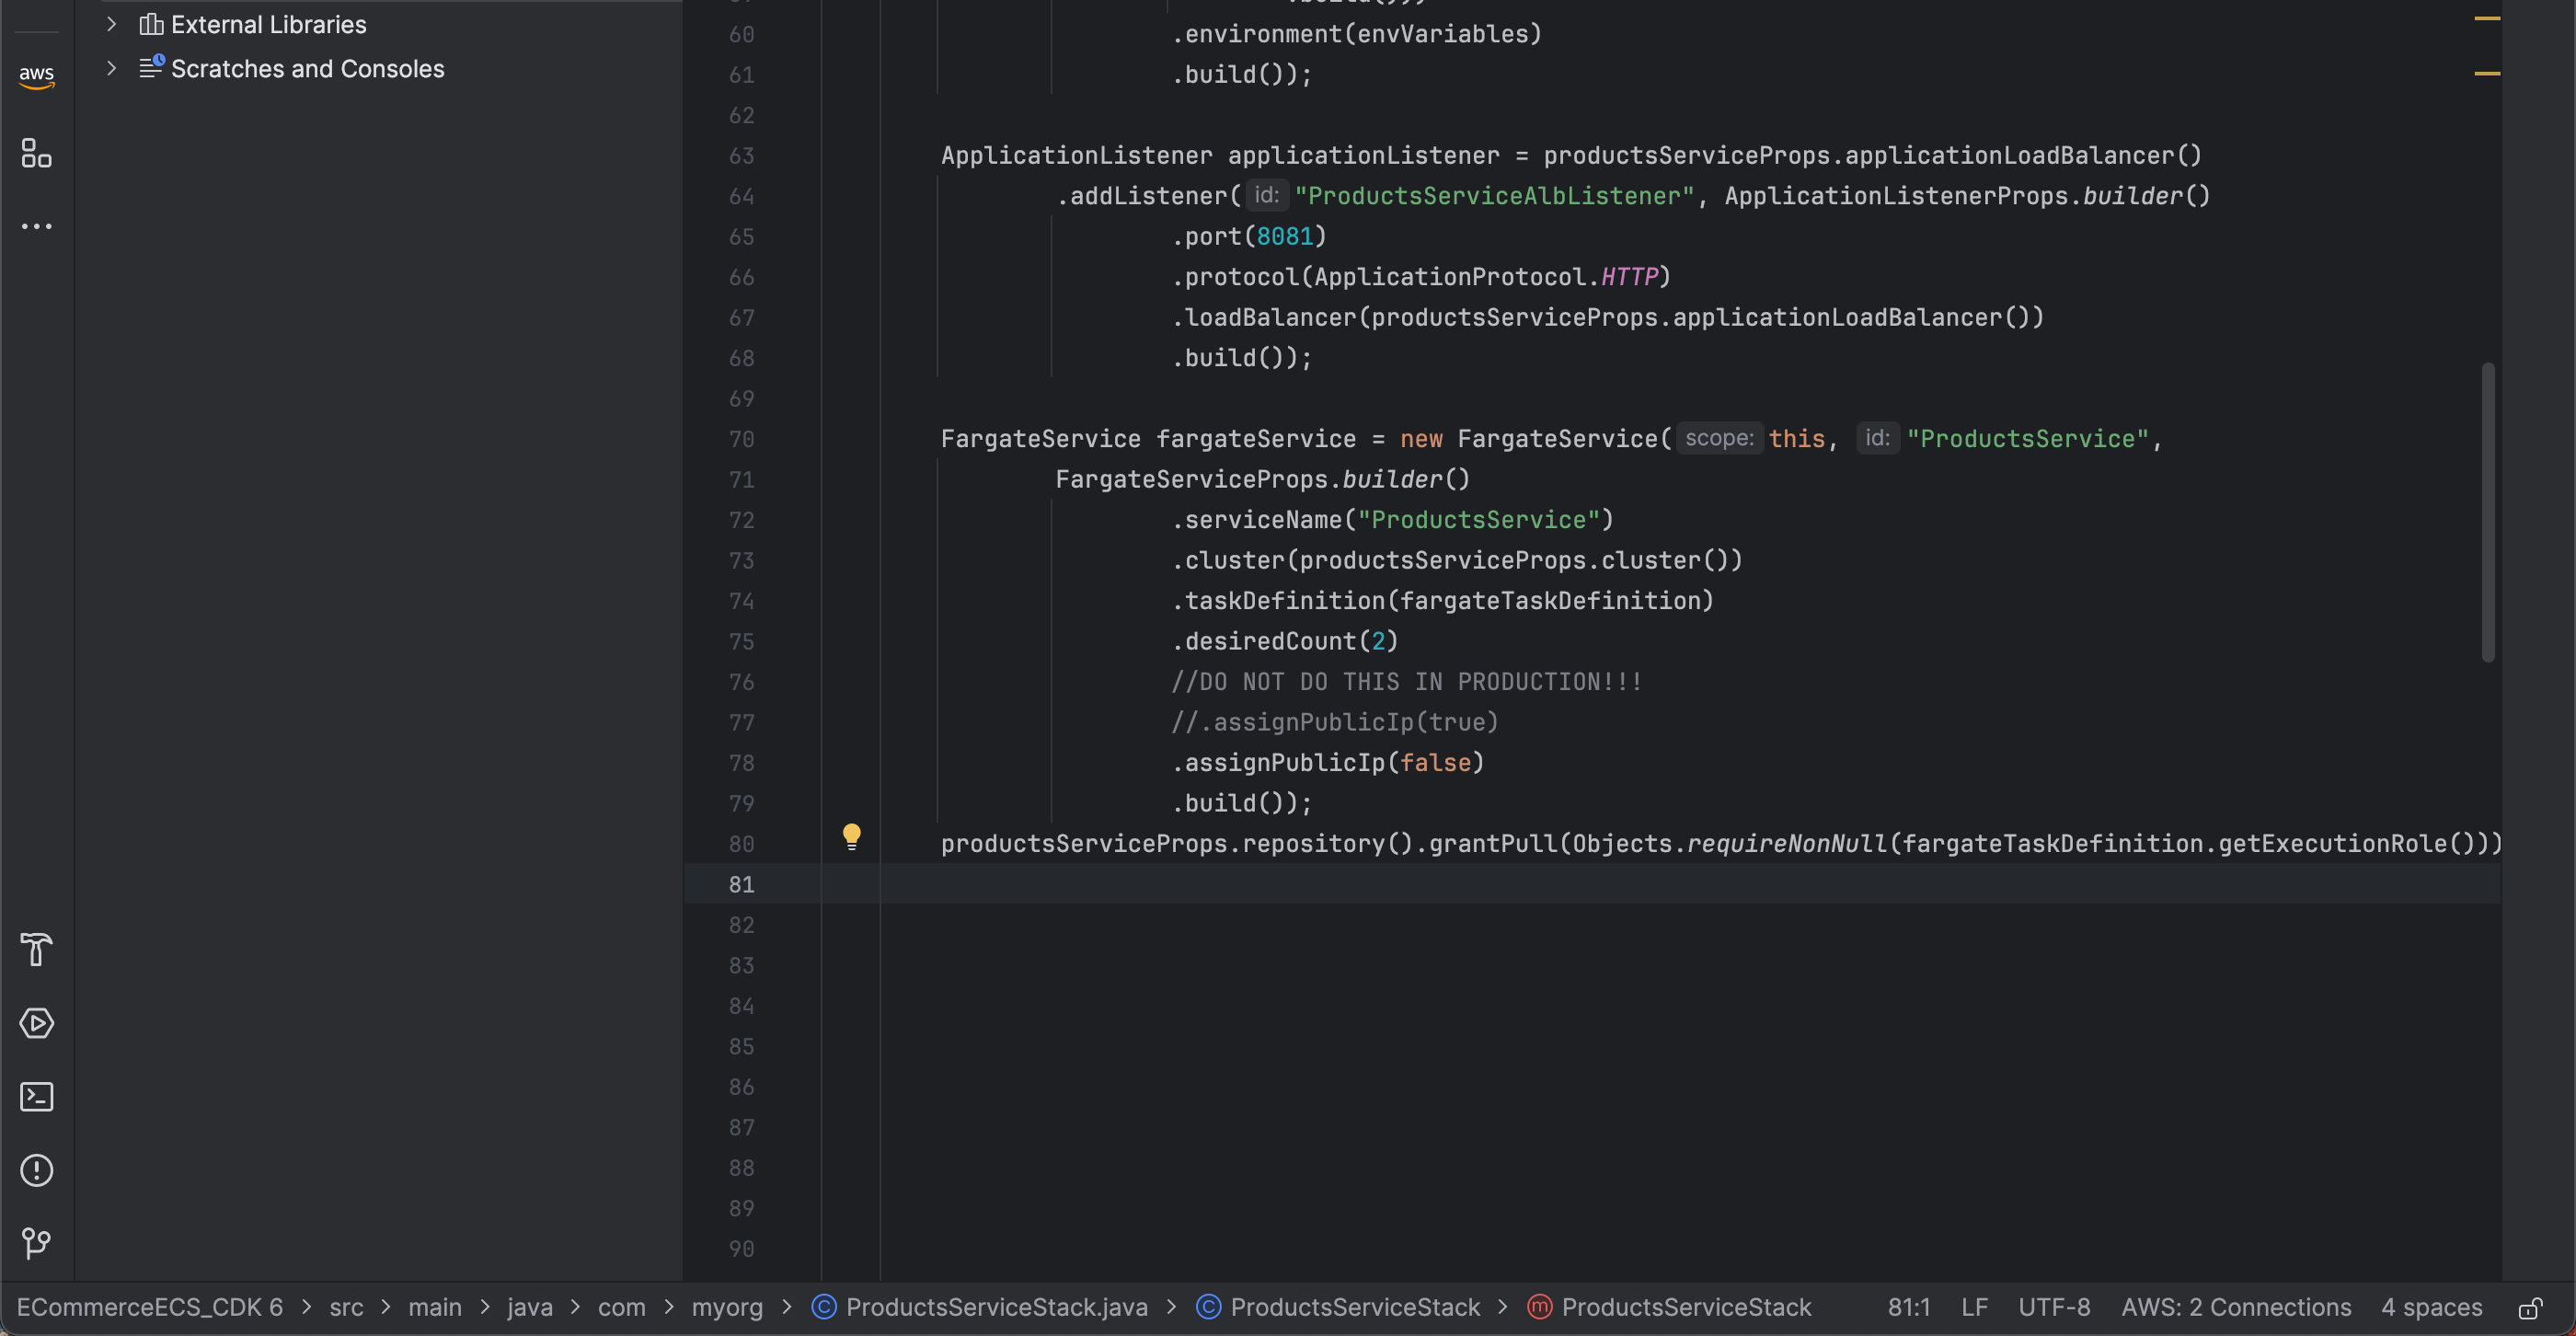 External Libraries
Scratches and Consoles
aws
60 .environment(envVariables)
61 .build());
62
63 ApplicationListener applicationListener = productsServiceProps.applicationLoadBalancer()
64 .addListener( id: "ProductsServiceAlbListener", ApplicationListenerProps.builder()
65 .port(8081)
66 .protocol(ApplicationProtocol.HTTP)
67 .loadBalancer(productsServiceProps.applicationLoadBalancer())
68 .build());
69
70 FargateService fargateService = new FargateService( scope: this, id: "ProductsService",
71 FargateServiceProps.builder()
72 .serviceName("ProductsService")
73 .cluster(productsServiceProps.cluster())
74 .taskDefinition(fargateTaskDefinition)
75 .desiredCount(2)
76 //DO NOT DO THIS IN PRODUCTION!!!
77 //.assignPublicIp(true)
78 .assignPublicIp(false)
79 .build());
80 productsServiceProps.repository().grantPull(Objects.requireNonNull(fargateTaskDefinition.getExecutionRole()))
81
82
83
84
85
86
87
88
89
90
ECommerceECS_CDK 6 > src > main > java > com > myorg > ProductsServiceStack.java > ProductsServiceStack > ProductsServiceStack 81:1 LF UTF-8 AWS: 2 Connections 4 spaces